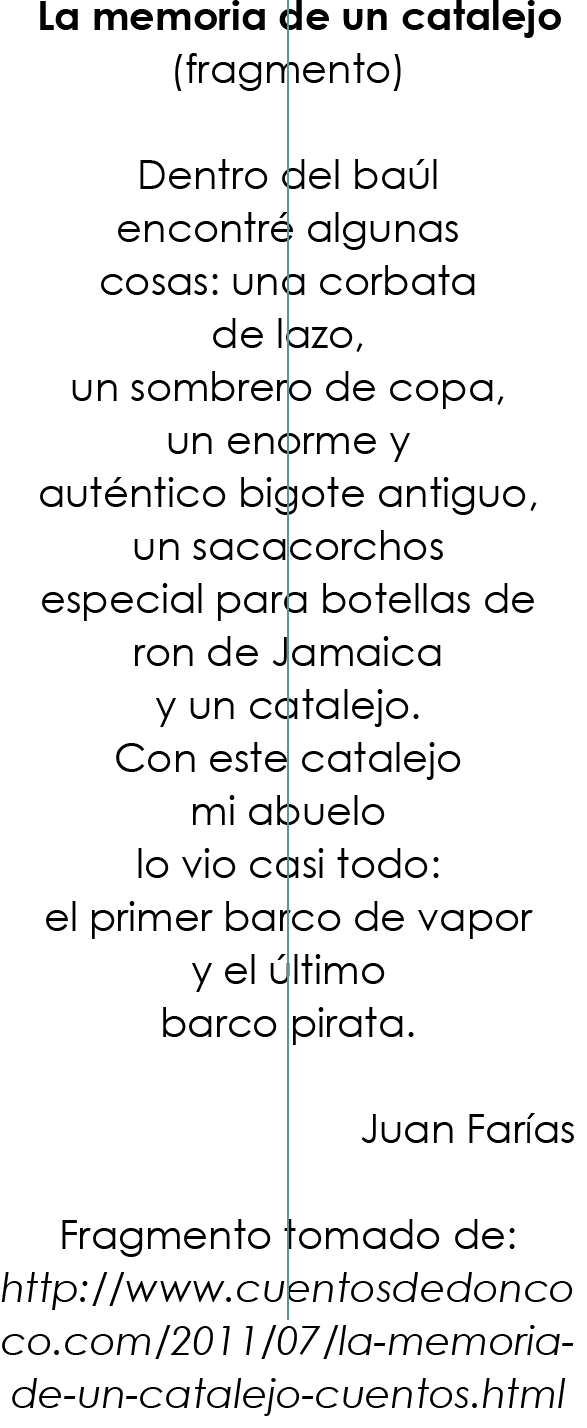 La memoria de un catalejo
(fragmento)
Dentro del baúl
encontré algunas
cosas: una corbata
de lazo,
un sombrero de copa,
un enorme y
auténtico bigote antiguo,
un sacacorchos
especial para botellas de
ron de Jamaica
y un catalejo.
Con este catalejo
mi abuelo
lo vio casi todo:
el primer barco de vapor
y el último
barco pirata.
Juan Farías
Fragmento tomado de:
http://www.cuentosdedonco
co.com/2011/07/la-memoria-
de-un-catalejo-cuentos.html